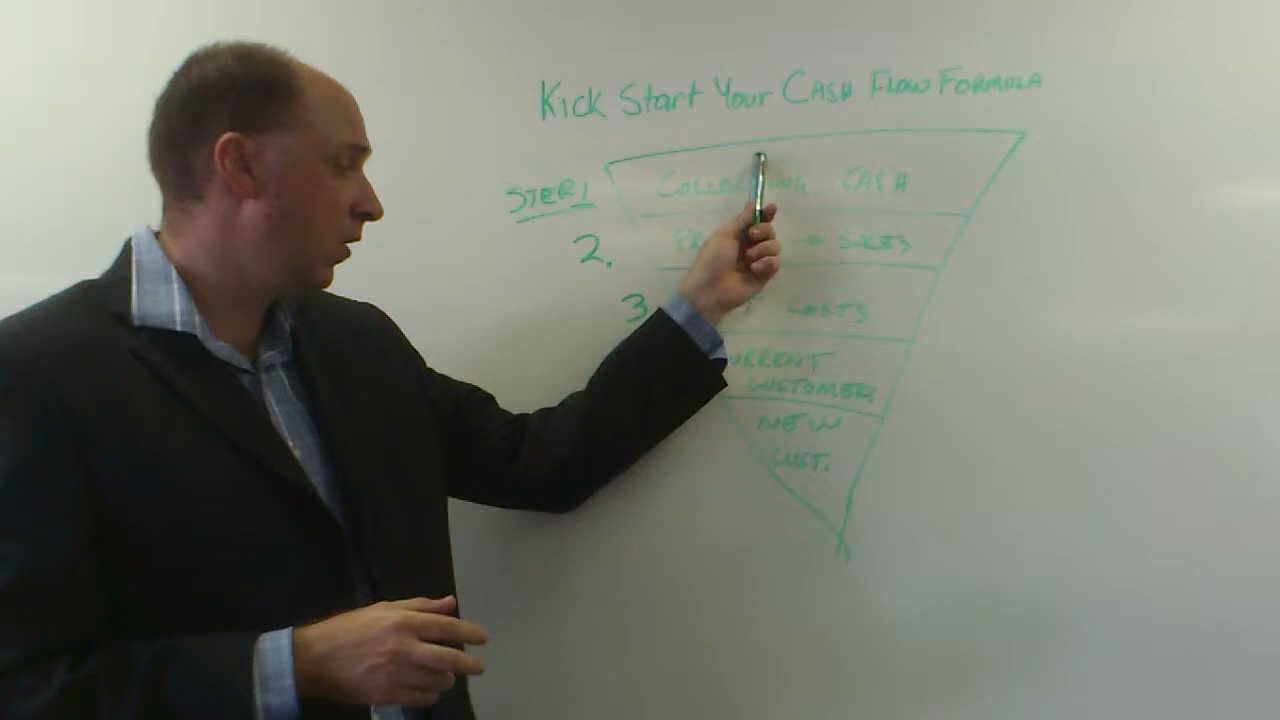 Kick Start Your CASH FLOW FORMULA
STEP 1 COLLECTING CASH
2. SALES
3 COSTS
CURRENT
CUSTOMERS
NEW
CUST.